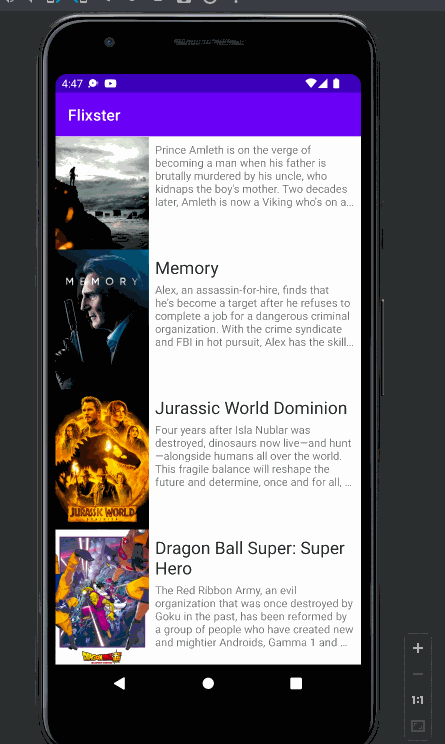 4:47
Flixster
Prince Amleth is on the verge of
becoming a man when his father is
brutally murdered by his uncle, who
kidnaps the boy's mother. Two decades
later, Amleth is now a Viking who's on a...
MEMORY
Memory
Alex, an assassin-for-hire, finds that
he's become a target after he refuses to
complete a job for a dangerous criminal
organization. With the crime syndicate
and FBI in hot pursuit, Alex has the skill...
JURASSIC WORLD
Jurassic World Dominion
Four years after Isla Nublar was
destroyed, dinosaurs now live—and hunt
—alongside humans all over the world.
This fragile balance will reshape the
future and determine, once and for all, ...
Dragon Ball Super: Super
Hero
The Red Ribbon Army, an evil
organization that was once destroyed by
Goku in the past, has been reformed by
a group of people who have created new
and mightier Androids, Gamma 1 and ...
1:1